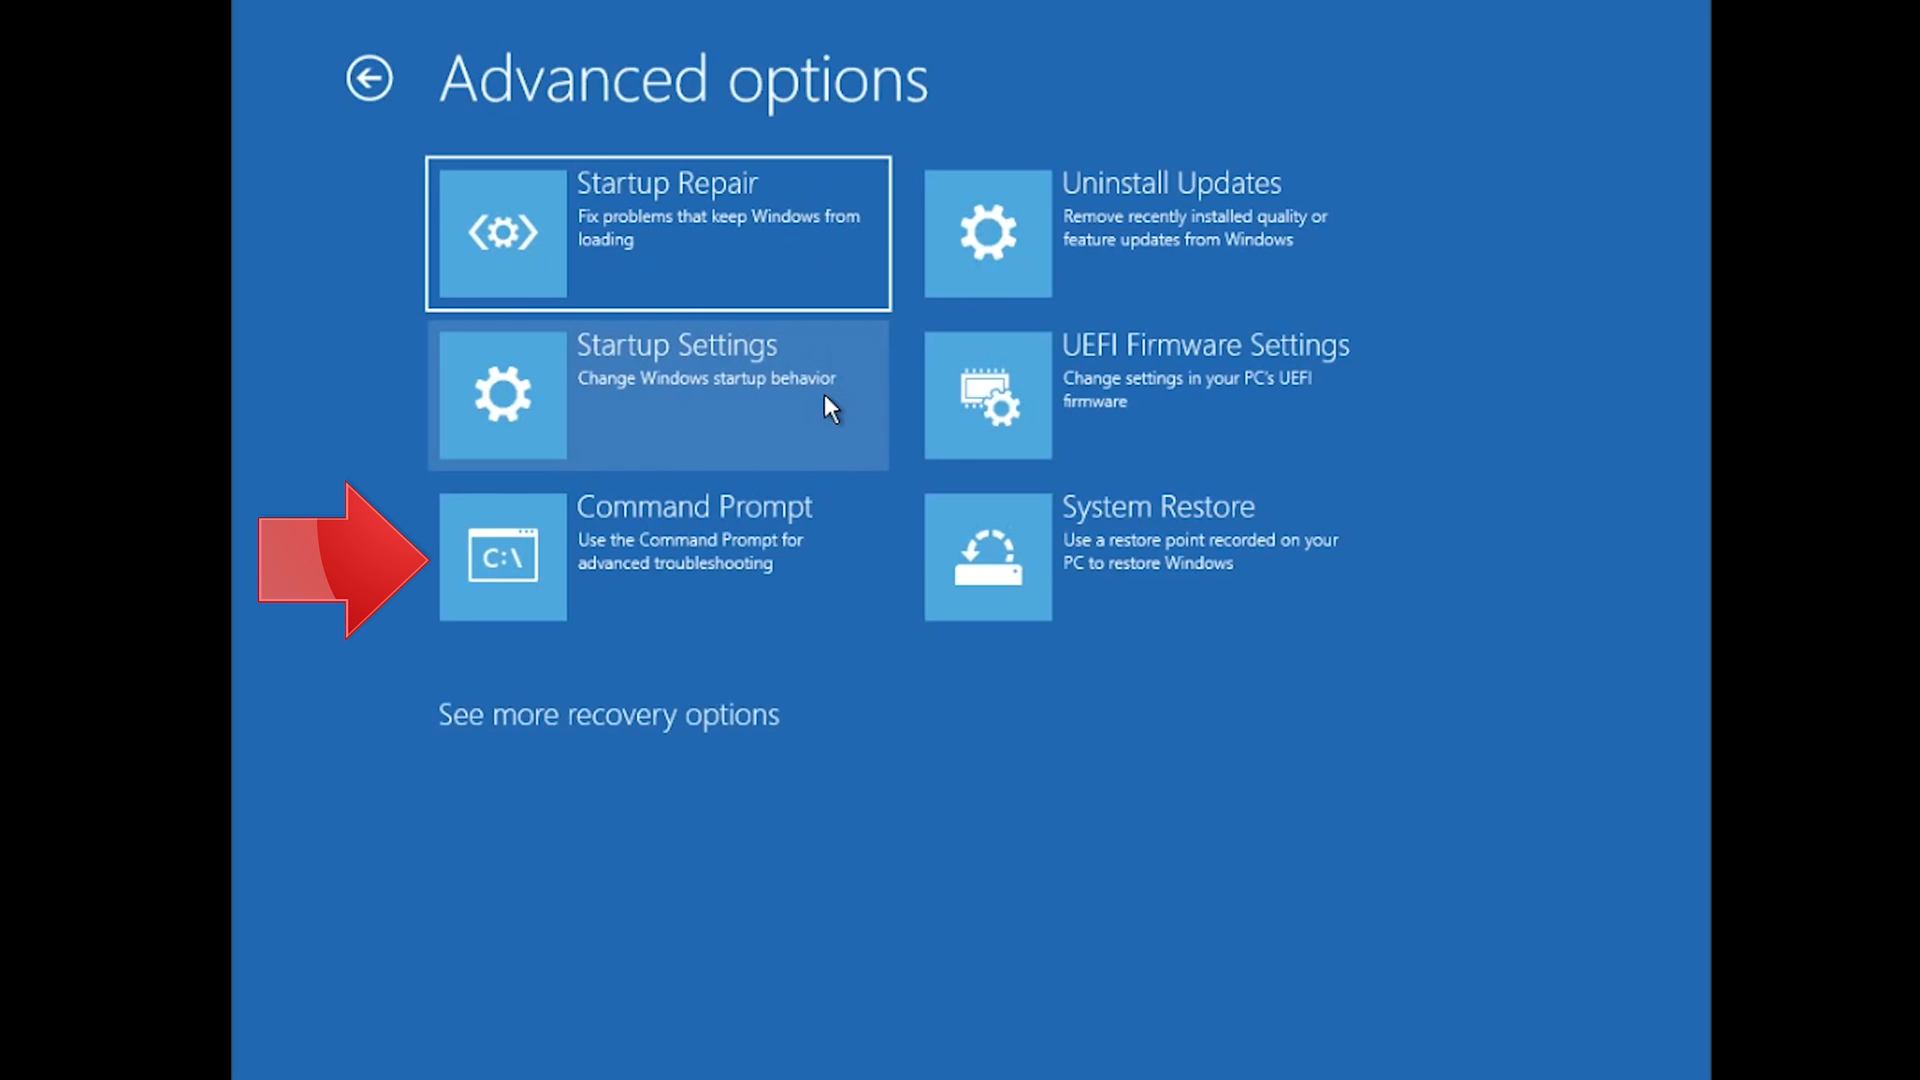 Advanced options
Startup Repair
Fix problems that keep Windows from
loading
Uninstall Updates
Remove recently installed quality or
feature updates from Windows
Startup Settings
Change Windows startup behavior
UEFI Firmware Settings
Change settings in your PC's UEFI
firmware
C:\
Command Prompt
Use the Command Prompt for
advanced troubleshooting
System Restore
Use a restore point recorded on your
PC to restore Windows
See more recovery options